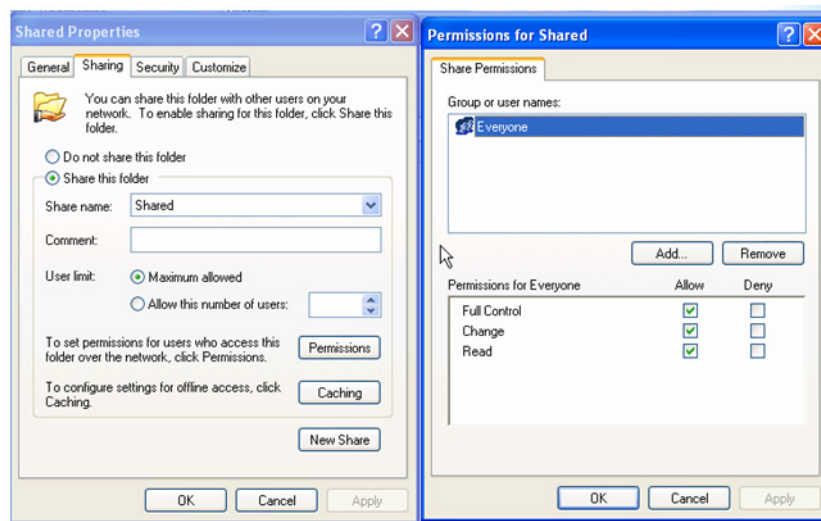 Shared Properties
General Sharing Security Customize
You can share this folder with other users on your
network. To enable sharing for this folder, click Share this
folder.
Do not share this folder
Share this folder
Share name: Shared
Comment:
User limit: Maximum allowed
Allow this number of users:
To set permissions for users who access this
folder over the network, click Permissions.
Permissions
To configure settings for offline access, click
Caching.
Caching
New Share
OK Cancel Apply
Permissions for Shared
Share Permissions
Group or user names:
Everyone
Add... Remove
Permissions for Everyone Allow Deny
Full Control
Change
Read
OK Cancel Apply